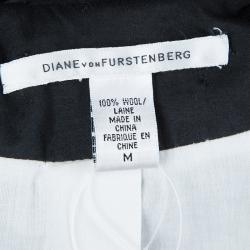 DIANE VON FURSTENBERG
100% WOOL/
LAINE
MADE IN
CHINA
FABRIQUE EN
CHINE
M